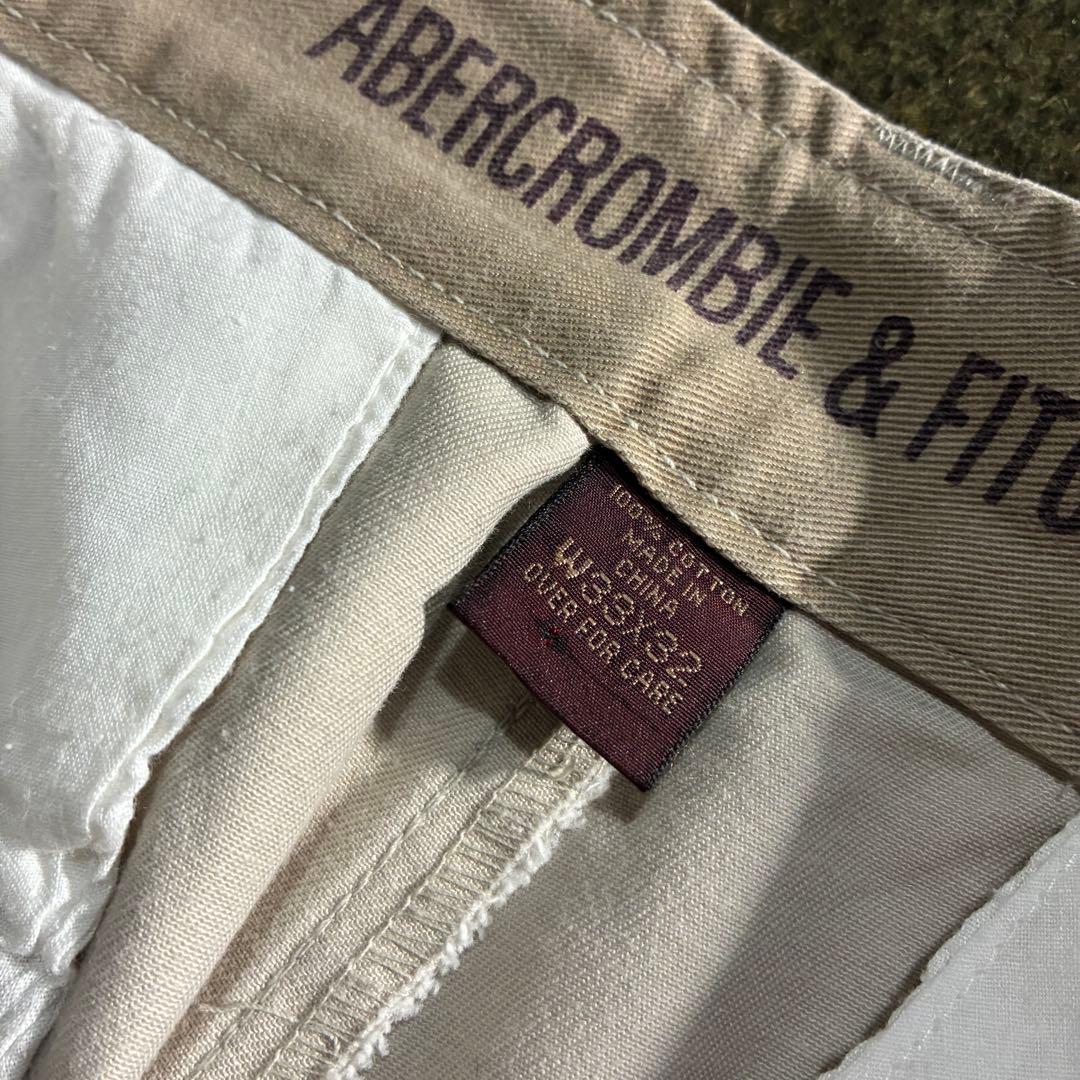 ABERCROMBIE & FITC
100% COTTON
MADE IN
CHINA
W33X32
OVER FOR CARE